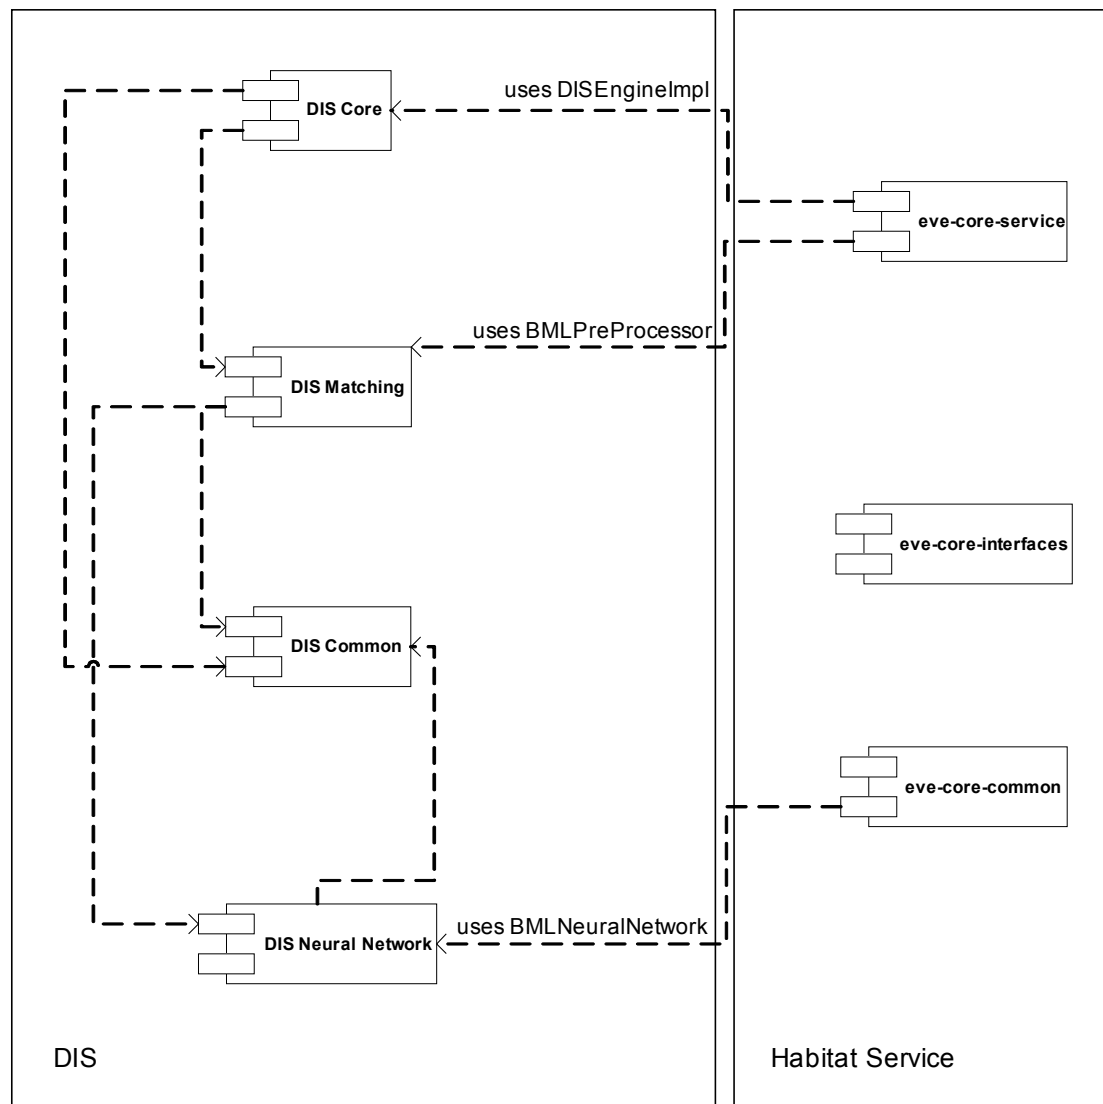 uses DISEngineImpl
DIS Core
eve-core-service
uses BMLPreProcessor
DIS Matching
eve-core-interfaces
DIS Common
eve-core-common
uses BMLNeuralNetwork
DIS Neural Network
DIS
Habitat Service